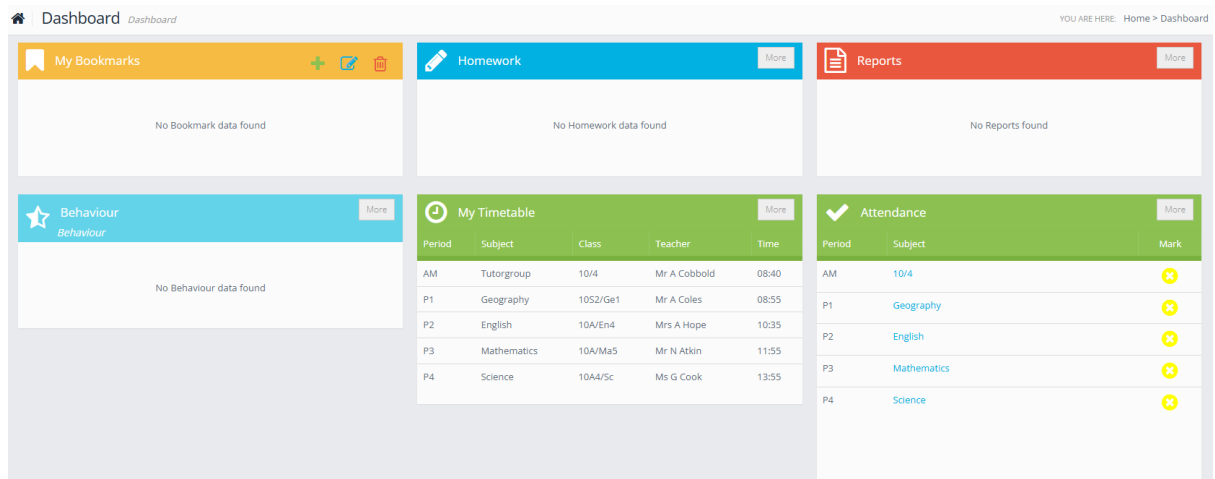 Dashboard Dashboard YOU ARE HERE: Home > Dashboard
My Bookmarks
No Bookmark data found
Homework More
No Homework data found
Reports More
No Reports found
Behaviour More
Behaviour
No Behaviour data found
My Timetable More
Period Subject Class Teacher Time
AM Tutorgroup 10/4 Mr A Cobbold 08:40
P1 Geography 10S2/Ge1 Mr A Coles 08:55
P2 English 10A/En4 Mrs A Hope 10:35
P3 Mathematics 10A/Ma5 Mr N Atkin 11:55
P4 Science 10A4/Sc Ms G Cook 13:55
Attendance More
Period Subject Mark
AM 10/4
P1 Geography
P2 English
P3 Mathematics
P4 Science